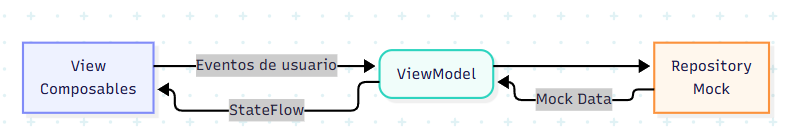 View
Composables
Eventos de usuario
StateFlow
ViewModel
Mock Data
Repository
Mock